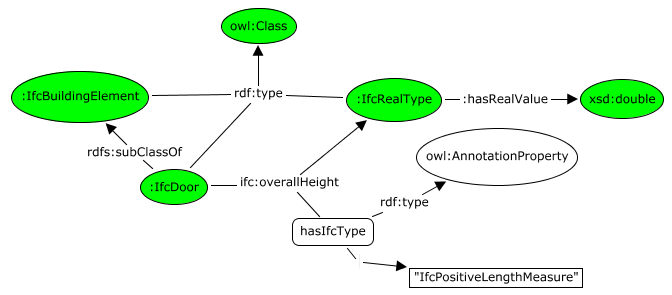 owl:Class
:IfcBuildingElement
rdf:type
:IfcRealType
:hasRealValue
xsd:double
rdfs:subClassOf
owl:AnnotationProperty
:IfcDoor
ifc:overallHeight
rdf:type
hasIfcType
"IfcPositiveLengthMeasure"